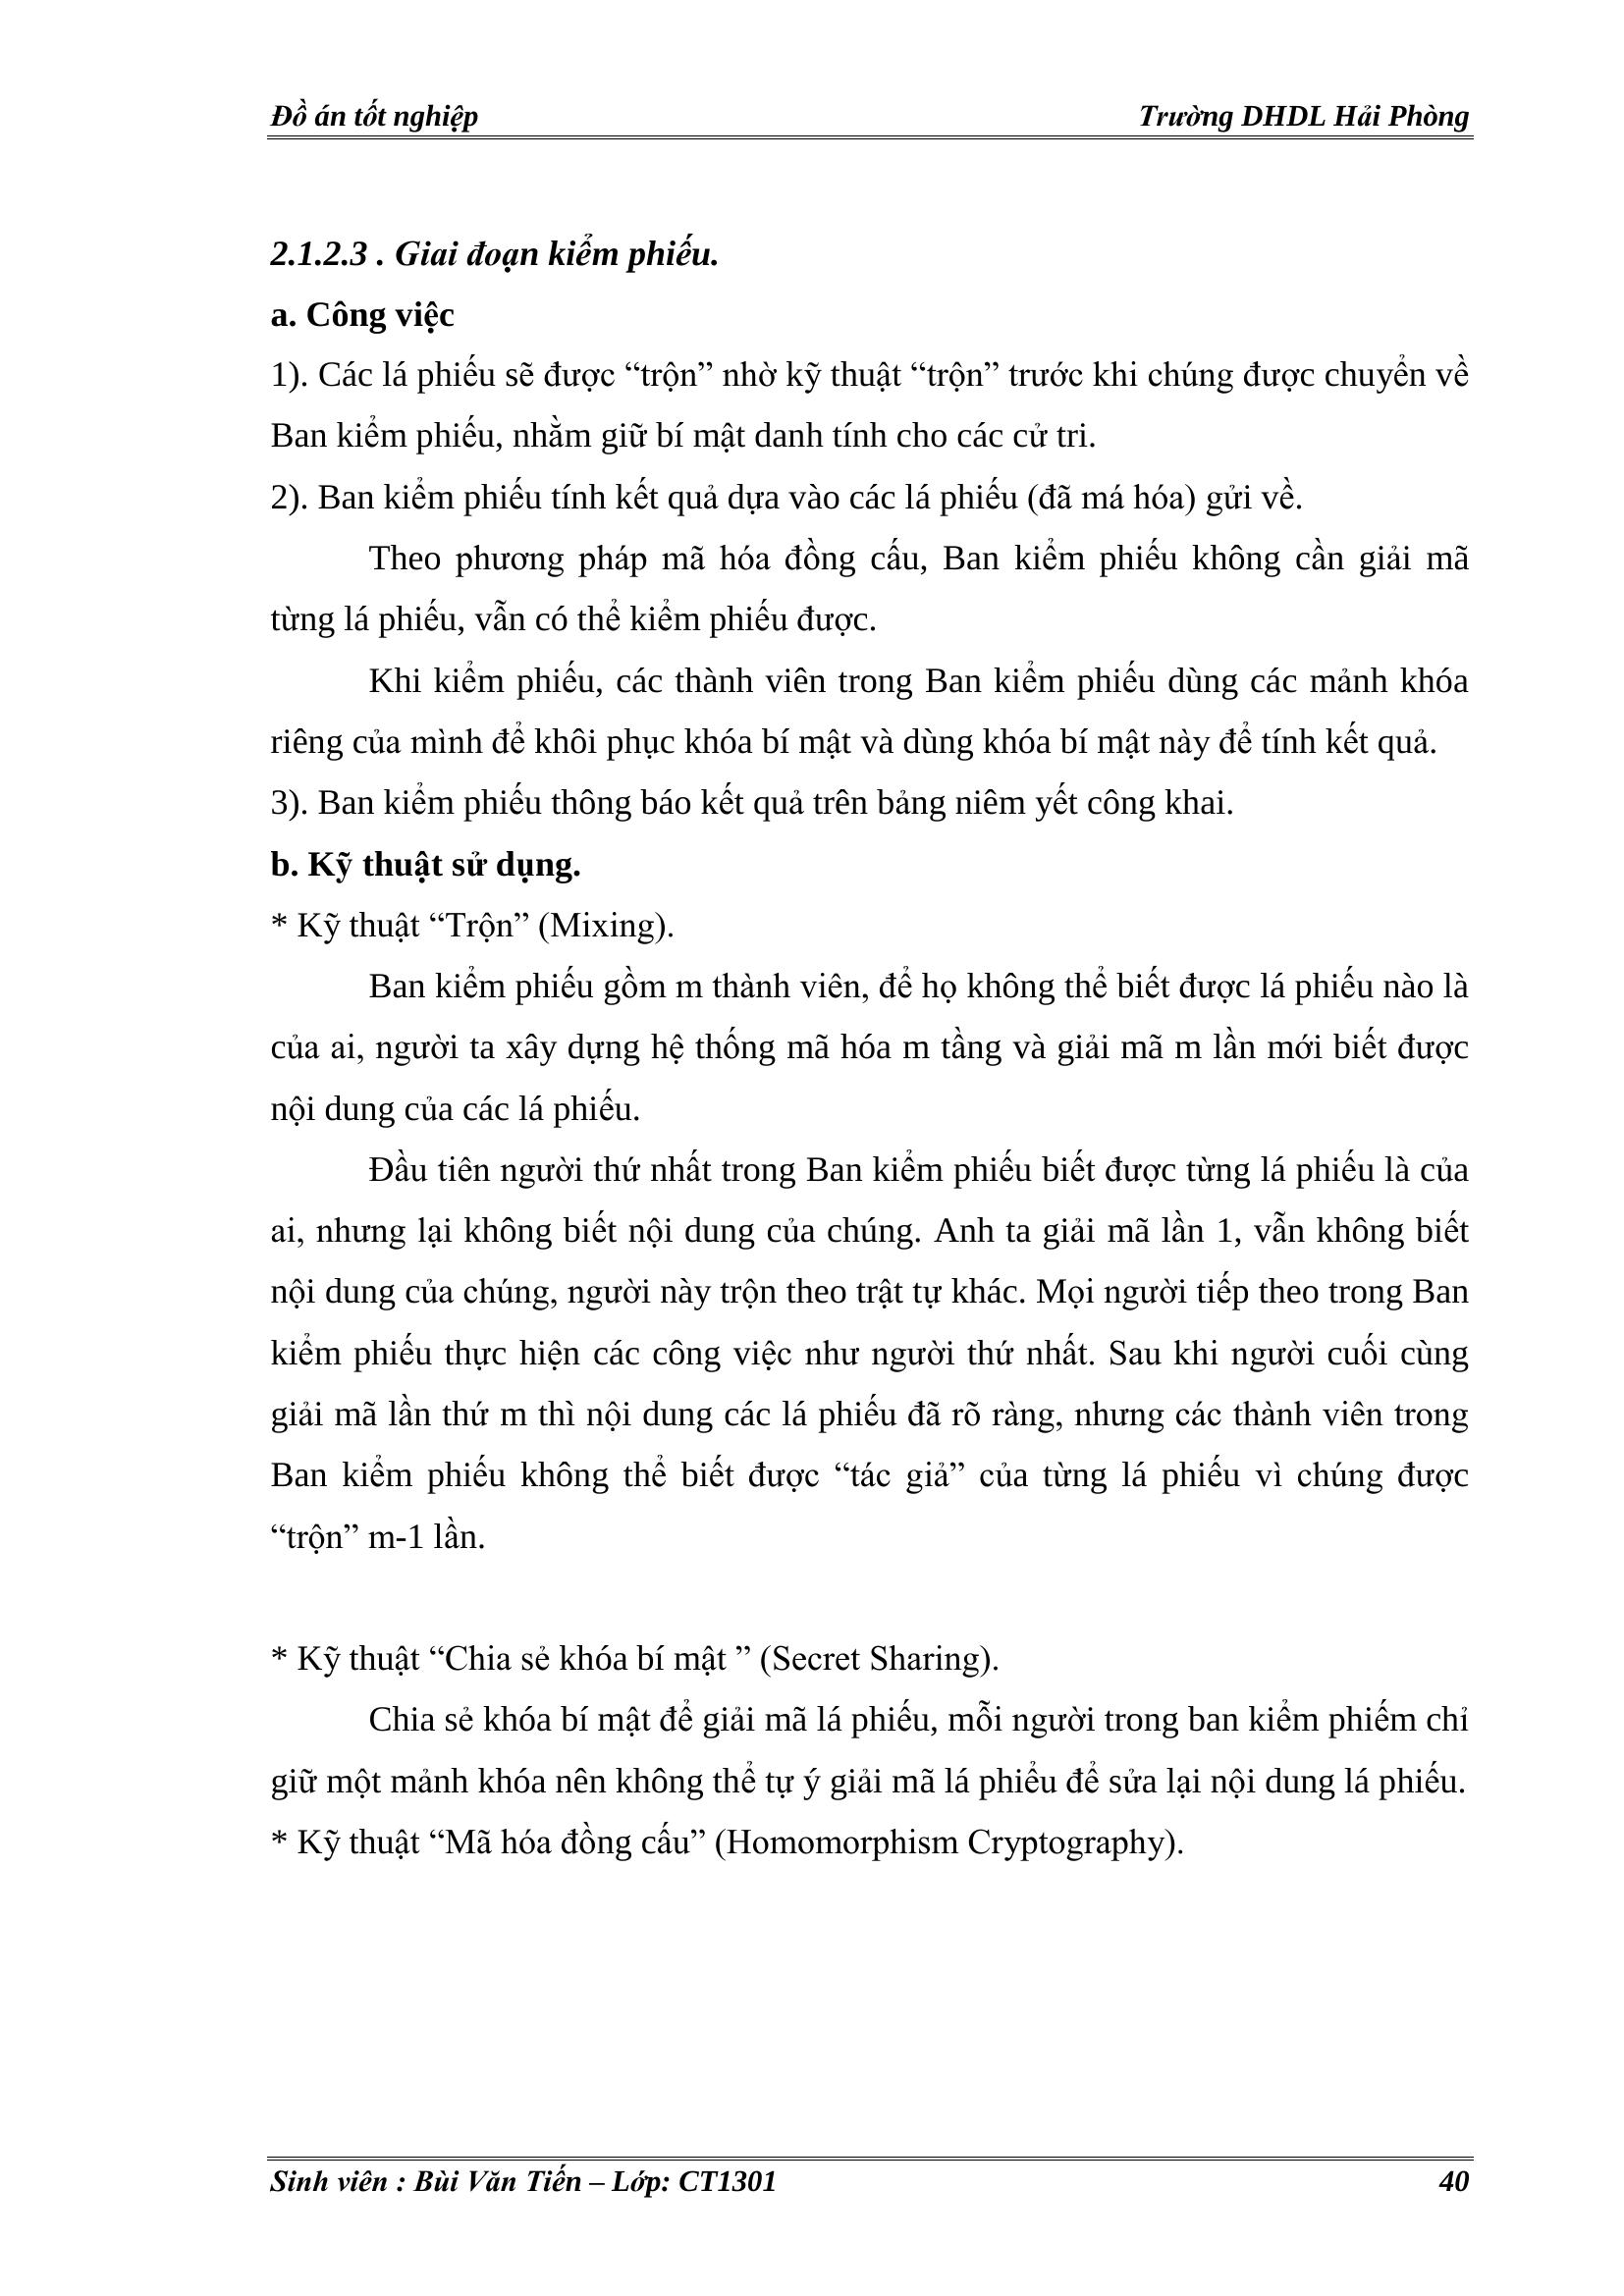 Đồ án tốt nghiệp Trường DHDL Hải Phòng
2.1.2.3 . Giai đoạn kiểm phiếu.
a. Công việc
1). Các lá phiếu sẽ được “trộn” nhờ kỹ thuật “trộn” trước khi chúng được chuyển về
Ban kiểm phiếu, nhằm giữ bí mật danh tính cho các cử tri.
2). Ban kiểm phiếu tính kết quả dựa vào các lá phiếu (đã má hóa) gửi về.
Theo phương pháp mã hóa đồng cấu, Ban kiểm phiếu không cần giải mã
từng lá phiếu, vẫn có thể kiểm phiếu được.
Khi kiểm phiếu, các thành viên trong Ban kiểm phiếu dùng các mảnh khóa
riêng của mình để khôi phục khóa bí mật và dùng khóa bí mật này để tính kết quả.
3). Ban kiểm phiếu thông báo kết quả trên bảng niêm yết công khai.
b. Kỹ thuật sử dụng.
* Kỹ thuật “Trộn” (Mixing).
Ban kiểm phiếu gồm m thành viên, để họ không thể biết được lá phiếu nào là
của ai, người ta xây dựng hệ thống mã hóa m tầng và giải mã m lần mới biết được
nội dung của các lá phiếu.
Đầu tiên người thứ nhất trong Ban kiểm phiếu biết được từng lá phiếu là của
ai, nhưng lại không biết nội dung của chúng. Anh ta giải mã lần 1, vẫn không biết
nội dung của chúng, người này trộn theo trật tự khác. Mọi người tiếp theo trong Ban
kiểm phiếu thực hiện các công việc như người thứ nhất. Sau khi người cuối cùng
giải mã lần thứ m thì nội dung các lá phiếu đã rõ ràng, nhưng các thành viên trong
Ban kiểm phiếu không thể biết được “tác giả” của từng lá phiếu vì chúng được
“trộn” m-1 lần.
* Kỹ thuật “Chia sẻ khóa bí mật ” (Secret Sharing).
Chia sẻ khóa bí mật để giải mã lá phiếu, mỗi người trong ban kiểm phiếm chỉ
giữ một mảnh khóa nên không thể tự ý giải mã lá phiểu để sửa lại nội dung lá phiếu.
* Kỹ thuật “Mã hóa đồng cấu” (Homomorphism Cryptography).
Sinh viên : Bùi Văn Tiến – Lớp: CT1301 40